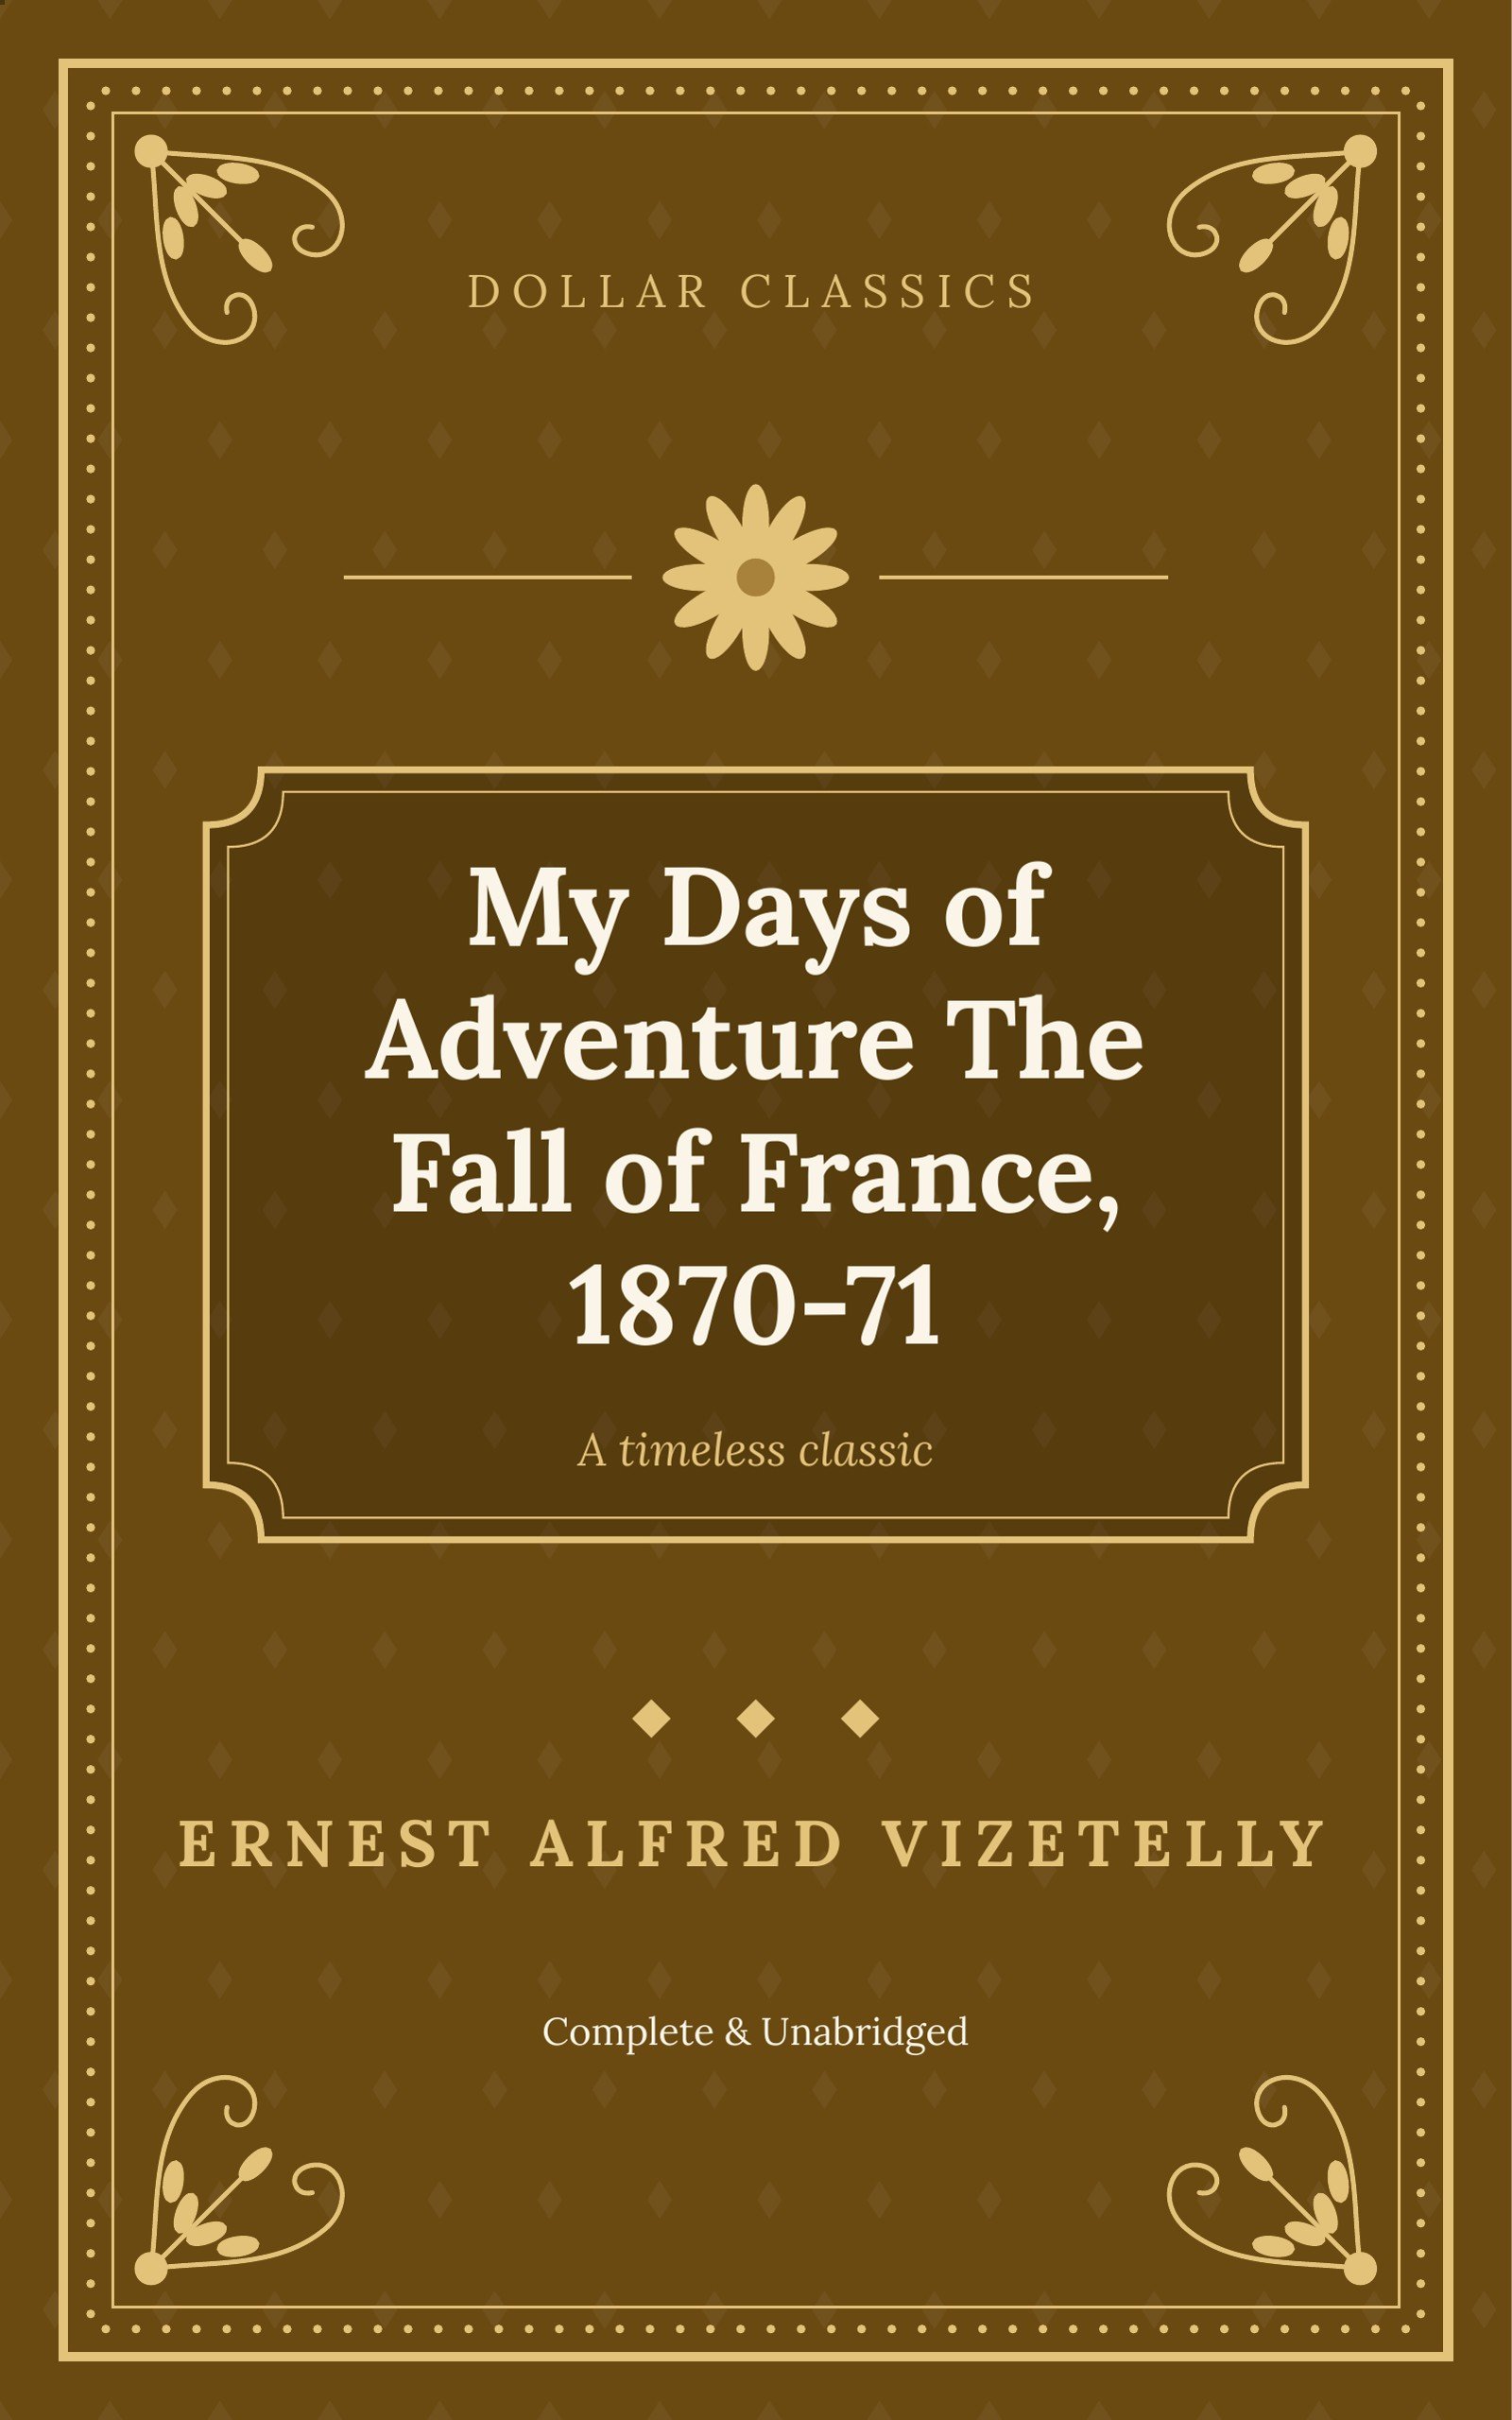 DOLLAR CLASSICS
My Days of
Adventure The
Fall of France,
1870–71
A timeless classic
ERNEST ALFRED VIZETELLY
Complete & Unabridged